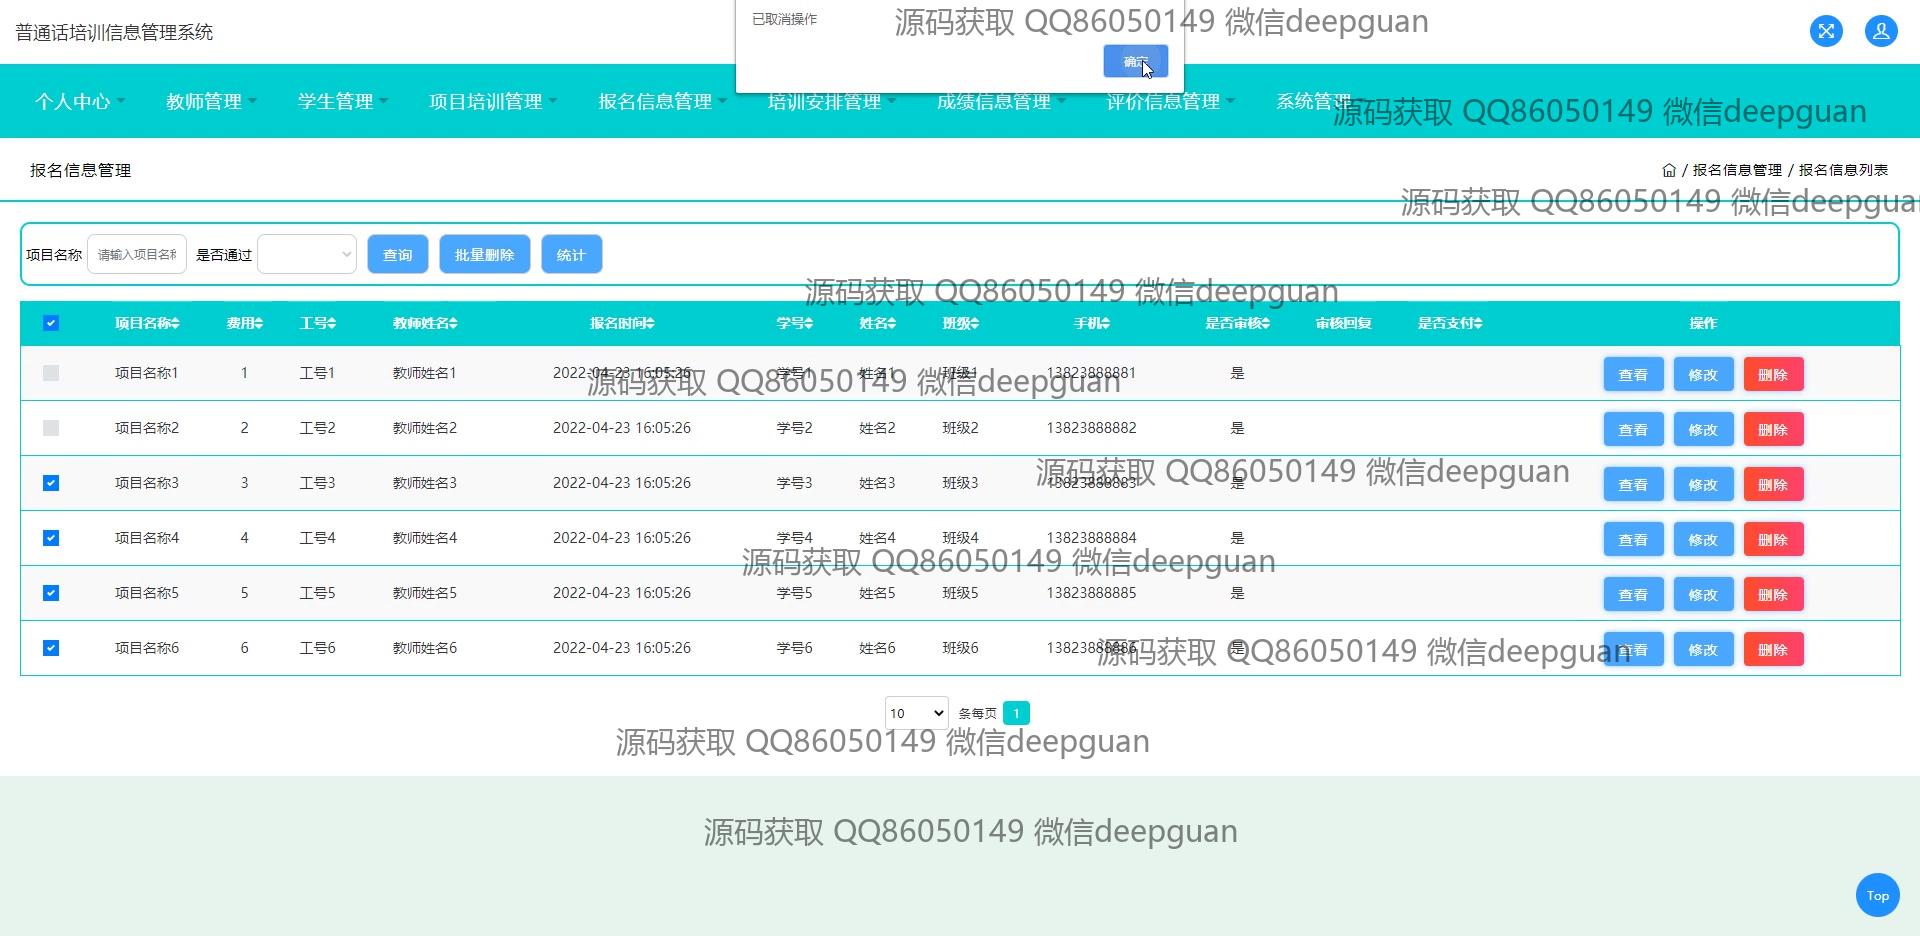 普通话培训信息管理系统
已取消操作
源码获取 QQ86050149 微信deepguan
确定
个人中心 教师管理 学生管理 项目培训管理 报名信息管理 培训安排管理 成绩信息管理 评价信息管理 系统管理
源码获取 QQ86050149 微信deepguan
报名信息管理
/ 报名信息管理 / 报名信息列表
源码获取 QQ86050149 微信deepguan
项目名称 请输入项目名称 是否通过 查询 批量删除 统计
源码获取 QQ86050149 微信deepguan
项目名称 费用 工号 教师姓名 报名时间 学号 姓名 班级 手机 是否审核 审核回复 是否支付 操作
项目名称1 1 工号1 教师姓名1 2022-04-23 16:05:26 学号1 姓名1 班级1 13823888881 是 查看 修改 删除
源码获取 QQ86050149 微信deepguan
项目名称2 2 工号2 教师姓名2 2022-04-23 16:05:26 学号2 姓名2 班级2 13823888882 是 查看 修改 删除
源码获取 QQ86050149 微信deepguan
项目名称3 3 工号3 教师姓名3 2022-04-23 16:05:26 学号3 姓名3 班级3 13823888883 是 查看 修改 删除
项目名称4 4 工号4 教师姓名4 2022-04-23 16:05:26 学号4 姓名4 班级4 13823888884 是 查看 修改 删除
源码获取 QQ86050149 微信deepguan
项目名称5 5 工号5 教师姓名5 2022-04-23 16:05:26 学号5 姓名5 班级5 13823888885 是 查看 修改 删除
项目名称6 6 工号6 教师姓名6 2022-04-23 16:05:26 学号6 姓名6 班级6 13823888886 是 查看 修改 删除
源码获取 QQ86050149 微信deepguan
10 条每页 1
源码获取 QQ86050149 微信deepguan
源码获取 QQ86050149 微信deepguan
Top